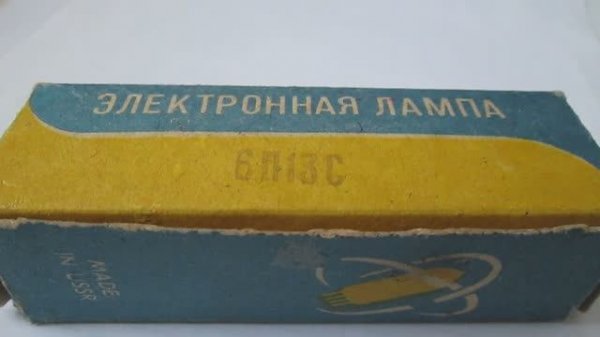 ЭЛЕКТРОННАЯ ЛАМПА
6П13С
MADE
IN USSR